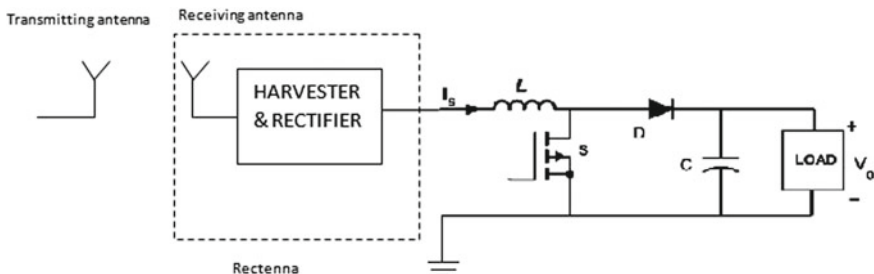 Transmitting antenna
Receiving antenna
HARVESTER
& RECTIFIER
Is
L
S
D
C
LOAD
+
Vo
−
Rectenna